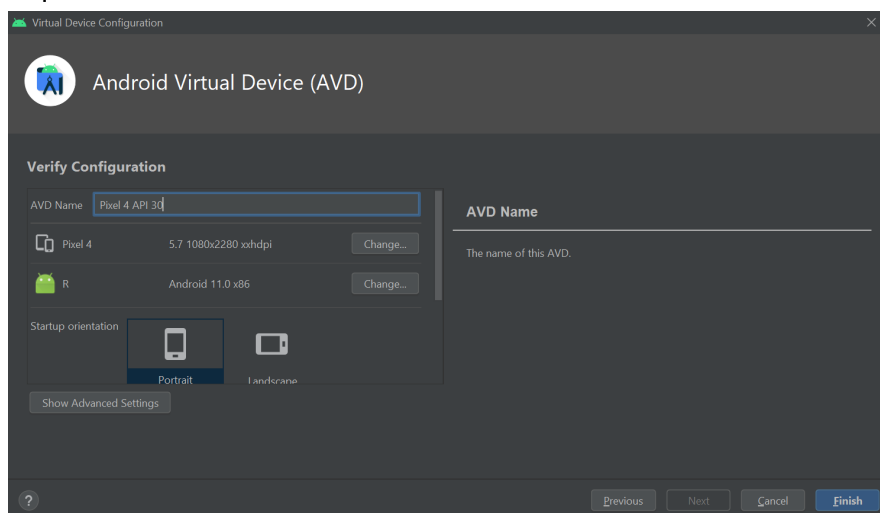 Virtual Device Configuration
Android Virtual Device (AVD)
Verify Configuration
AVD Name Pixel 4 API 30
Pixel 4 5.7 1080x2280 xxhdpi Change...
R Android 11.0 x86 Change...
Startup orientation
Portrait Landscape
Show Advanced Settings
AVD Name
The name of this AVD.
? Previous Next Cancel Finish